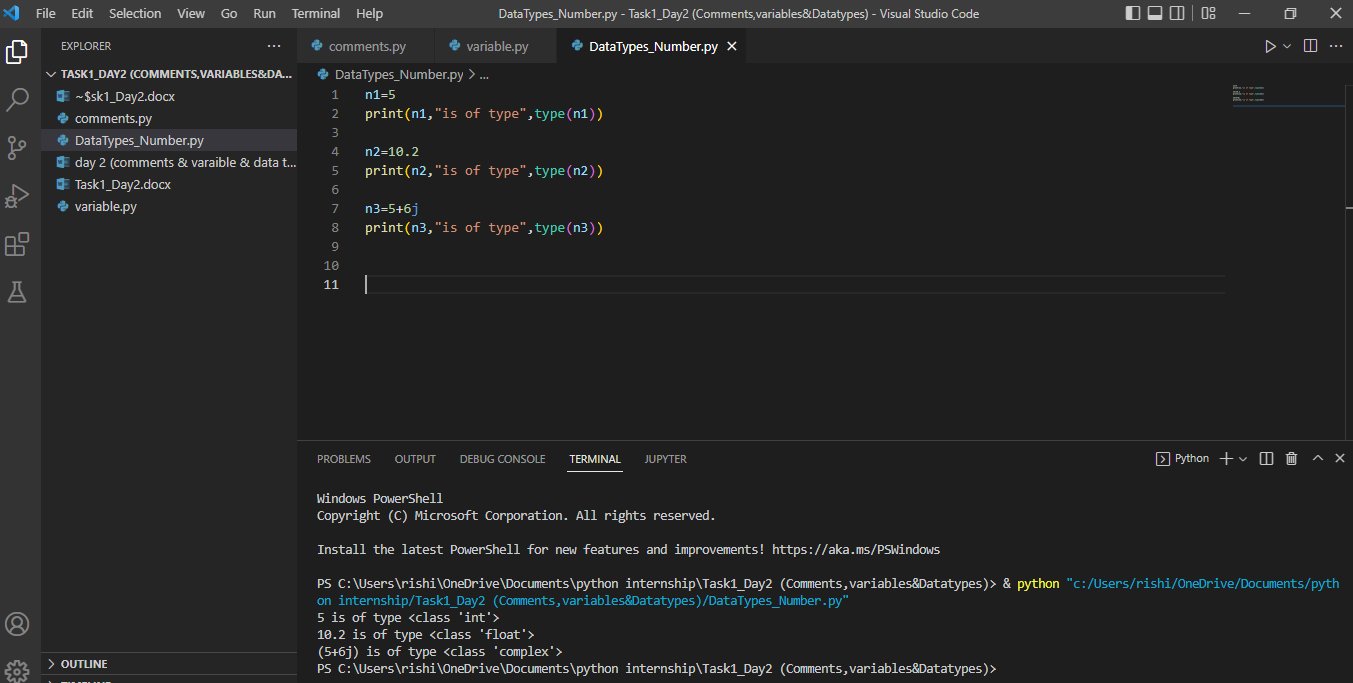 File Edit Selection View Go Run Terminal Help DataTypes_Number.py - Task1_Day2 (Comments,variables&Datatypes) - Visual Studio Code
EXPLORER
TASK1_DAY2 (COMMENTS,VARIABLES&DA...
~$sk1_Day2.docx
comments.py
DataTypes_Number.py
day 2 (comments & varaible & data t...
Task1_Day2.docx
variable.py
OUTLINE
comments.py variable.py DataTypes_Number.py
DataTypes_Number.py > ...
1 n1=5
2 print(n1,"is of type",type(n1))
3
4 n2=10.2
5 print(n2,"is of type",type(n2))
6
7 n3=5+6j
8 print(n3,"is of type",type(n3))
9
10
11
PROBLEMS OUTPUT DEBUG CONSOLE TERMINAL JUPYTER Python
Windows PowerShell
Copyright (C) Microsoft Corporation. All rights reserved.
Install the latest PowerShell for new features and improvements! https://aka.ms/PSWindows
PS C:\Users\rishi\OneDrive\Documents\python internship\Task1_Day2 (Comments,variables&Datatypes)> & python "c:/Users/rishi/OneDrive/Documents/pyth
on internship/Task1_Day2 (Comments,variables&Datatypes)/DataTypes_Number.py"
5 is of type <class 'int'>
10.2 is of type <class 'float'>
(5+6j) is of type <class 'complex'>
PS C:\Users\rishi\OneDrive\Documents\python internship\Task1_Day2 (Comments,variables&Datatypes)>